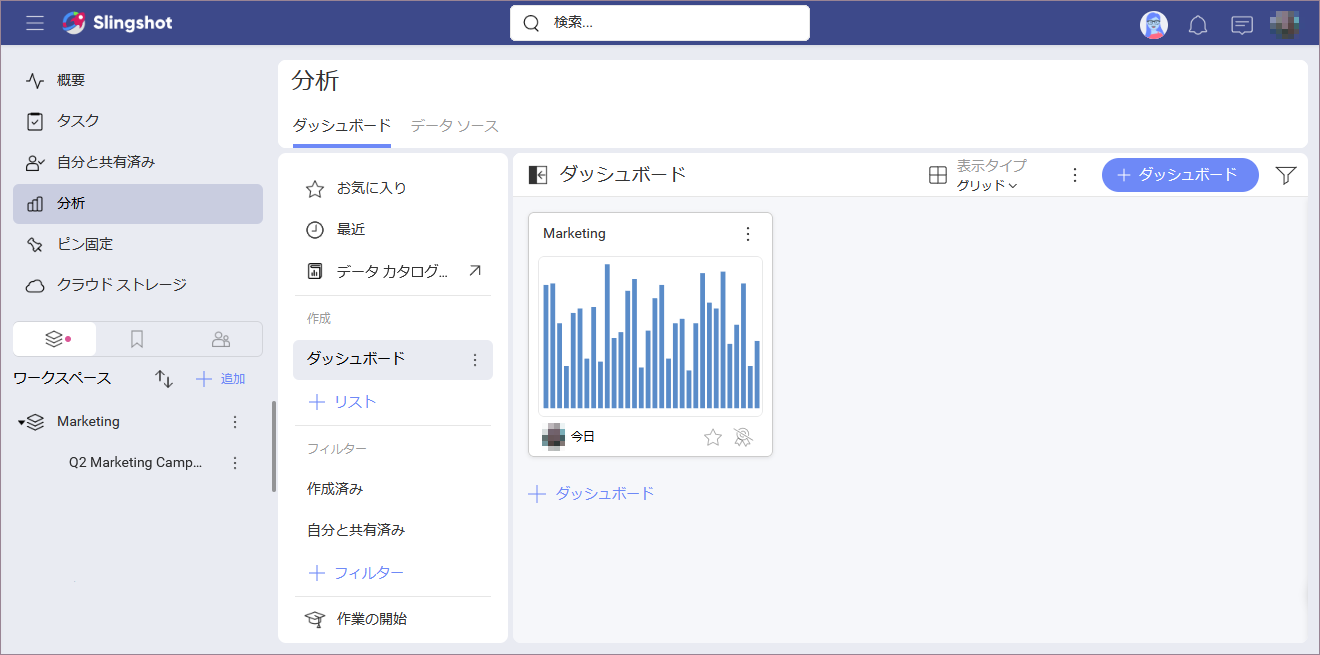 Slingshot
検索...
概要
タスク
自分と共有済み
分析
ピン固定
クラウド ストレージ
ワークスペース
追加
Marketing
Q2 Marketing Camp...
分析
ダッシュボード
データ ソース
お気に入り
最近
データ カタログ...
作成
ダッシュボード
リスト
フィルター
作成済み
自分と共有済み
フィルター
作業の開始
ダッシュボード
表示タイプ
グリッド
ダッシュボード
Marketing
今日
ダッシュボード